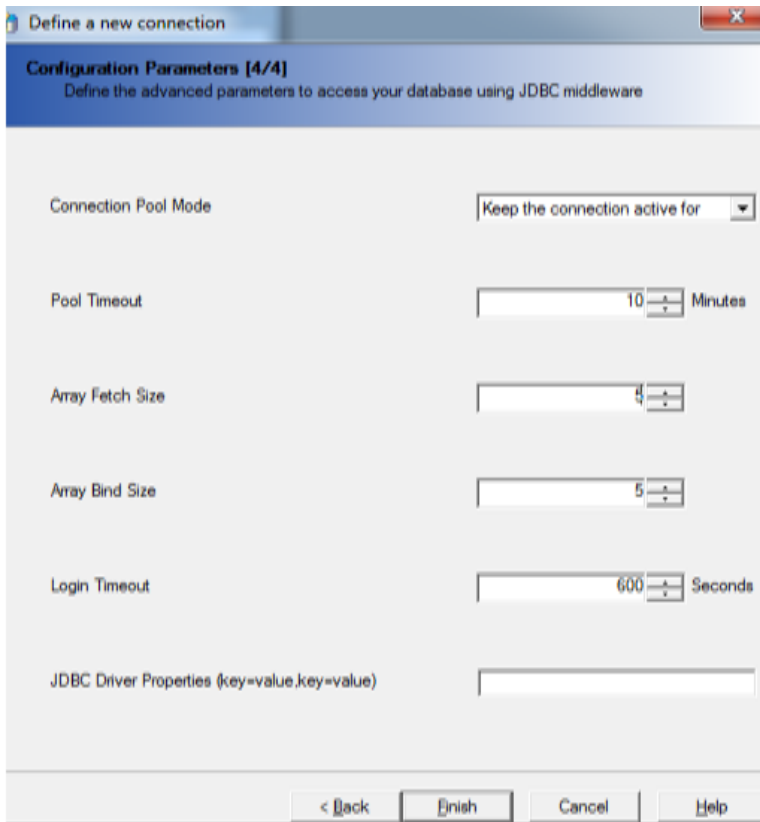 Define a new connection
Configuration Parameters [4/4]
Define the advanced parameters to access your database using JDBC middleware
Connection Pool Mode Keep the connection active for
Pool Timeout 10 Minutes
Array Fetch Size 5
Array Bind Size 5
Login Timeout 600 Seconds
JDBC Driver Properties (key=value,key=value)
< Back Finish Cancel Help